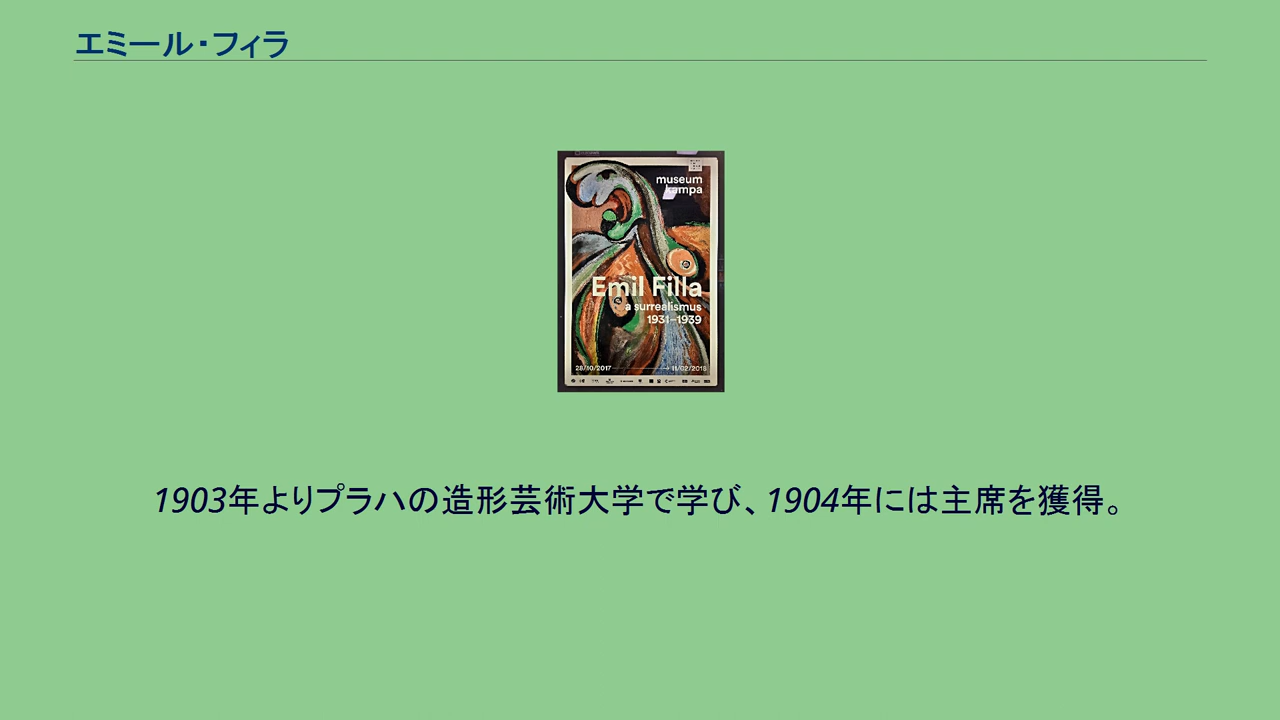 エミール・フィラ
museum
kampa
Emil Filla
a surrealismus
1931–1939
28/10/2017
11/02/2018
1903年よりプラハの造形芸術大学で学び、1904年には主席を獲得。